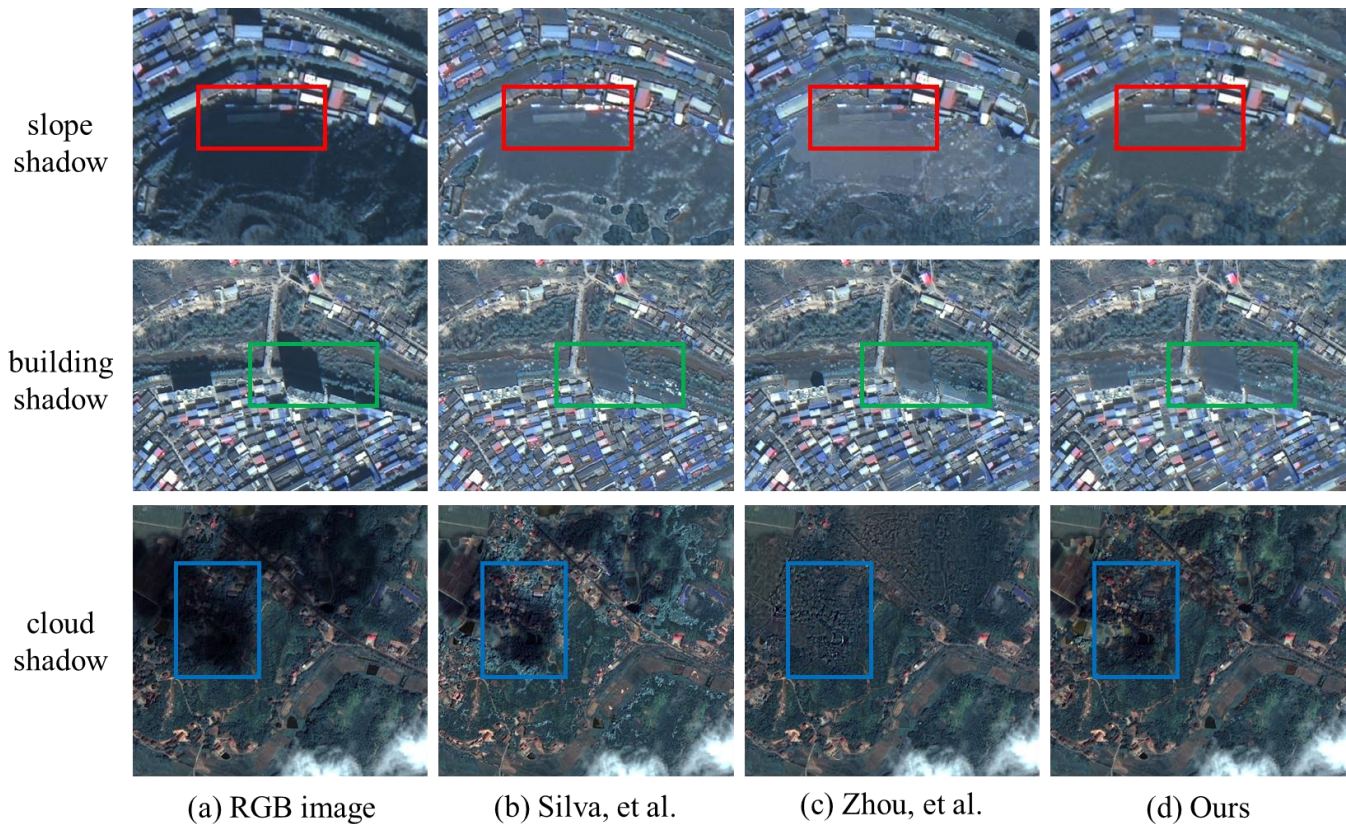 slope
shadow
building
shadow
cloud
shadow
(a) RGB image
(b) Silva, et al.
(c) Zhou, et al.
(d) Ours